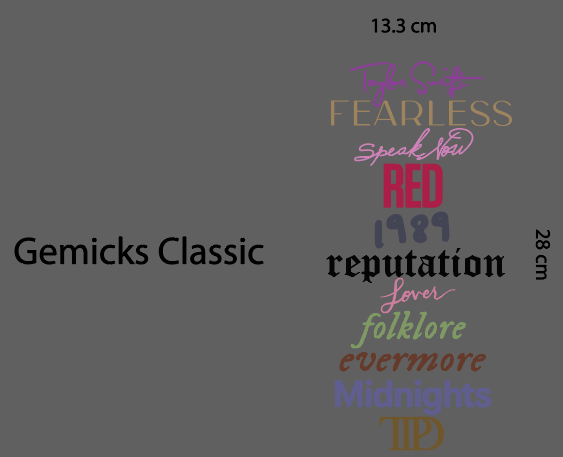 13.3 cm
Taylor Swift
FEARLESS
Speak Now
RED
1989
Gemicks Classic
28 cm
reputation
Lover
folklore
evermore
Midnights
TTPD